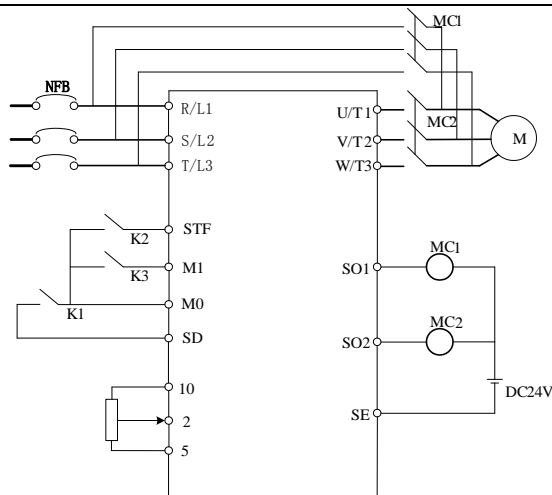 MC1
NFB
R/L1
S/L2
T/L3
U/T1
V/T2
W/T3
MC2
M
STF
K2
M1
K3
M0
K1
SD
SO1
MC1
SO2
MC2
DC24V
SE
10
2
5